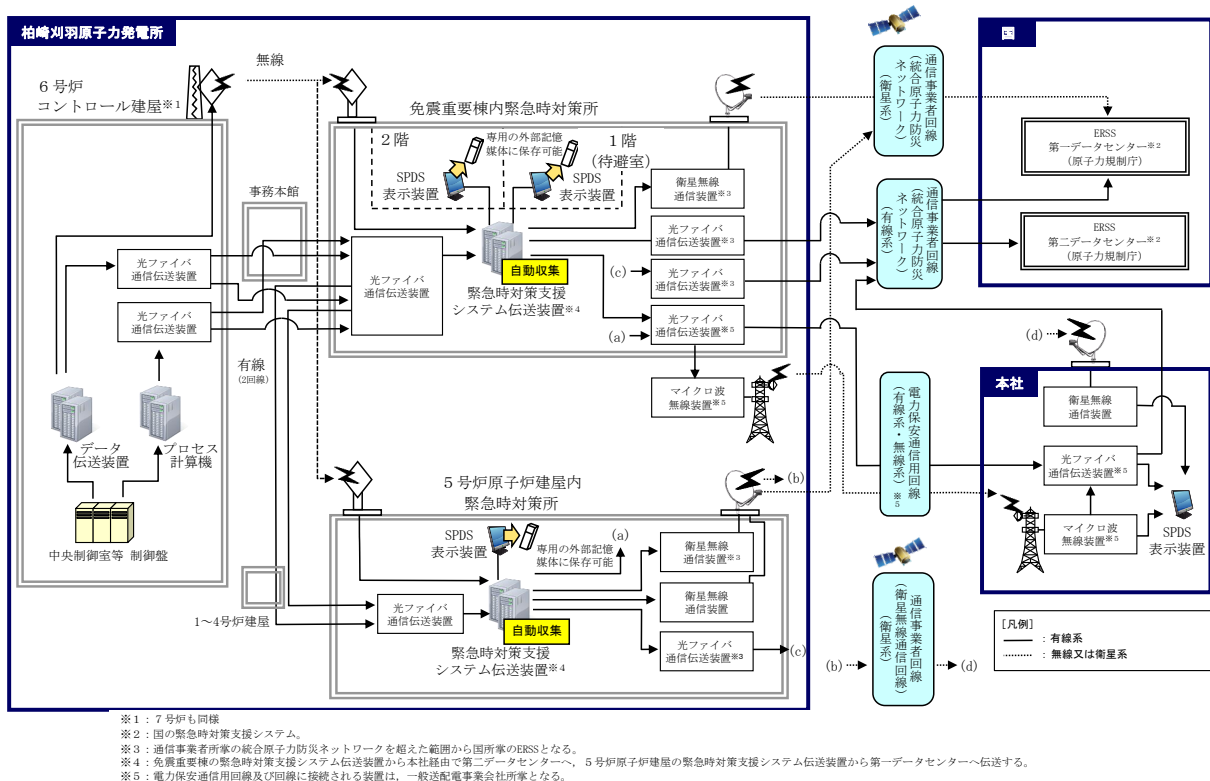 柏崎刈羽原子力発電所
6号炉
コントロール建屋※1
無線
免震重要棟内緊急時対策所
2階
専用の外部記憶
媒体に保存可能
1階
(待避室)
SPDS
表示装置
SPDS
表示装置
事務本館
光ファイバ
通信伝送装置
光ファイバ
通信伝送装置
光ファイバ
通信伝送装置
自動収集
緊急時対策支援
システム伝送装置※4
衛星無線
通信装置※3
光ファイバ
通信伝送装置※3
(c)
光ファイバ
通信伝送装置※3
(a)
光ファイバ
通信伝送装置※5
マイクロ波
無線装置※5
有線
(2回線)
データ
伝送装置
プロセス
計算機
中央制御室等 制御盤
1~4号炉建屋
5号炉原子炉建屋内
緊急時対策所
(b)
SPDS
表示装置
専用の外部記憶
媒体に保存可能
(a)
光ファイバ
通信伝送装置
自動収集
緊急時対策支援
システム伝送装置※4
衛星無線
通信装置※3
衛星無線
通信装置
光ファイバ
通信伝送装置※3
(c)
通信事業者回線
(統合原子力防災
ネットワーク)
(衛星系)
通信事業者回線
(統合原子力防災
ネットワーク)
(有線系)
電力保安通信用回線
(有線系・無線系)※5
通信事業者回線
(衛星無線通信回線)
(衛星系)
(b)
(d)
国
ERSS
第一データセンター※2
(原子力規制庁)
ERSS
第二データセンター※2
(原子力規制庁)
(d)
本社
衛星無線
通信装置
光ファイバ
通信伝送装置※5
マイクロ波
無線装置※5
SPDS
表示装置
[凡例]
:有線系
:無線又は衛星系
※1:7号炉も同様
※2:国の緊急時対策支援システム。
※3:通信事業者所掌の統合原子力防災ネットワークを超えた範囲から国所掌のERSSとなる。
※4:免震重要棟の緊急時対策支援システム伝送装置から本社経由で第二データセンターへ,5号炉原子炉建屋の緊急時対策支援システム伝送装置から第一データセンターへ伝送する。
※5:電力保安通信用回線及び回線に接続される装置は,一般送配電事業会社所掌となる。